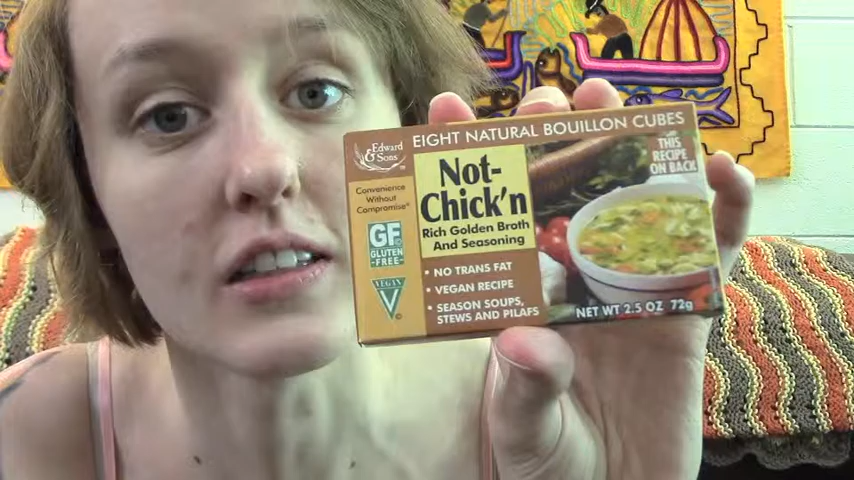 EIGHT NATURAL BOUILLON CUBES
Edward
& Sons
Convenience
Without
Compromise®
Not-
Chick'n
Rich Golden Broth
And Seasoning
THIS
RECIPE
ON BACK
GF
GLUTEN-
FREE
VEGAN
V
• NO TRANS FAT
• VEGAN RECIPE
• SEASON SOUPS,
STEWS AND PILAFS
NET WT 2.5 OZ 72g